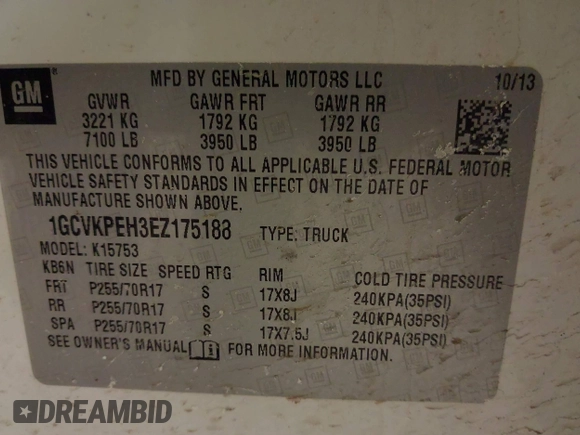 GM
MFD BY GENERAL MOTORS LLC 10/13
GVWR GAWR FRT GAWR RR
3221 KG 1792 KG 1792 KG
7100 LB 3950 LB 3950 LB
THIS VEHICLE CONFORMS TO ALL APPLICABLE U.S. FEDERAL MOTOR
VEHICLE SAFETY STANDARDS IN EFFECT ON THE DATE OF
MANUFACTURE SHOWN ABOVE.
1GCVKPEH3EZ175188 TYPE: TRUCK
MODEL: K15753
KB6N TIRE SIZE SPEED RTG RIM COLD TIRE PRESSURE
FRT P255/70R17 S 17X8J 240KPA(35PSI)
RR P255/70R17 S 17X8J 240KPA(35PSI)
SPA P255/70R17 S 17X7.5J 240KPA(35PSI)
SEE OWNER'S MANUAL FOR MORE INFORMATION.
DREAMBID